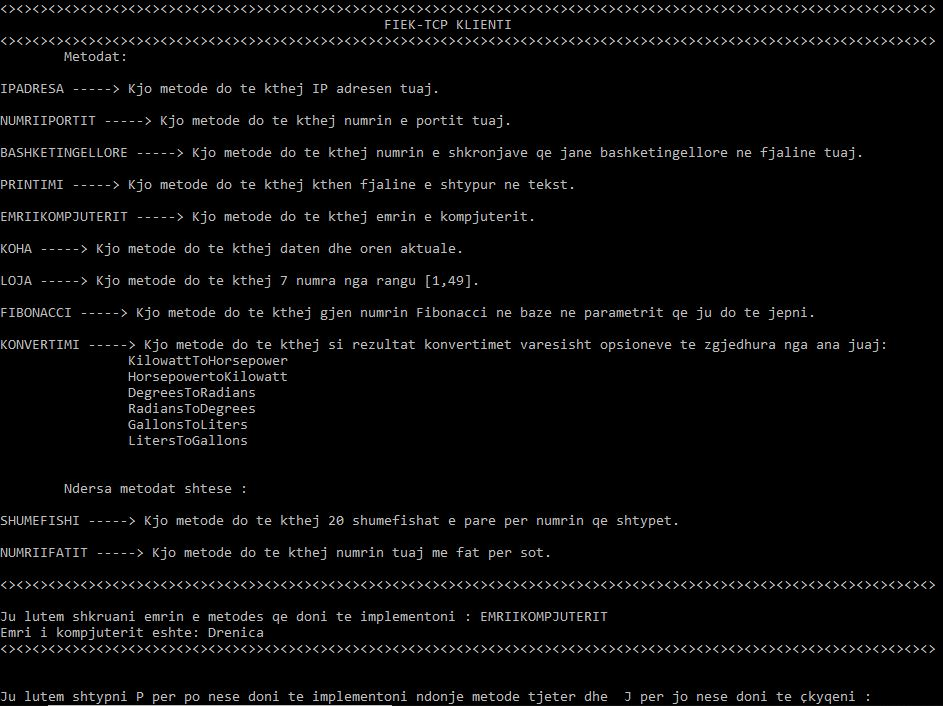 <><><><><><><><><><><><><><><><><>><><><><><><><><><><><><><><><><><><><><><><><><><><><><><><><><><><><><><><><><><>
FIEK-TCP KLIENTI
<><><><><><><><><><><><><><><><><>><><><><><><><><><><><><><><><><><><><><><><><><><><><><><><><><><><><><><><><><><>
Metodat:
IPADRESA -----> Kjo metode do te kthej IP adresen tuaj.
NUMRIIPORTIT -----> Kjo metode do te kthej numrin e portit tuaj.
BASHKETINGELLORE -----> Kjo metode do te kthej numrin e shkronjave qe jane bashketingellore ne fjaline tuaj.
PRINTIMI -----> Kjo metode do te kthej kthen fjaline e shtypur ne tekst.
EMRIIKOMPJUTERIT -----> Kjo metode do te kthej emrin e kompjuterit.
KOHA -----> Kjo metode do te kthej daten dhe oren aktuale.
LOJA -----> Kjo metode do te kthej 7 numra nga rangu [1,49].
FIBONACCI -----> Kjo metode do te kthej gjen numrin Fibonacci ne baze ne parametrit qe ju do te jepni.
KONVERTIMI -----> Kjo metode do te kthej si rezultat konvertimet varesisht opsioneve te zgjedhura nga ana juaj:
KilowattToHorsepower
HorsepowertoKilowatt
DegreesToRadians
RadiansToDegrees
GallonsToLiters
LitersToGallons
Ndersa metodat shtese :
SHUMEFISHI -----> Kjo metode do te kthej 20 shumefishat e pare per numrin qe shtypet.
NUMRIIFATIT -----> Kjo metode do te kthej numrin tuaj me fat per sot.
<><><><><><><><><><><><><><><><><>><><><><><><><><><><><><><><><><><><><><><><><><><><><><><><><><><><><><><><><><><>
Ju lutem shkruani emrin e metodes qe doni te implementoni : EMRIIKOMPJUTERIT
Emri i kompjuterit eshte: Drenica
<><><><><><><><><><><><><><><><><>><><><><><><><><><><><><><><><><><><><><><><><><><><><><><><><><><><><><><><><><><>
Ju lutem shtypni P per po nese doni te implementoni ndonje metode tjeter dhe  J per jo nese doni te çkyqeni :